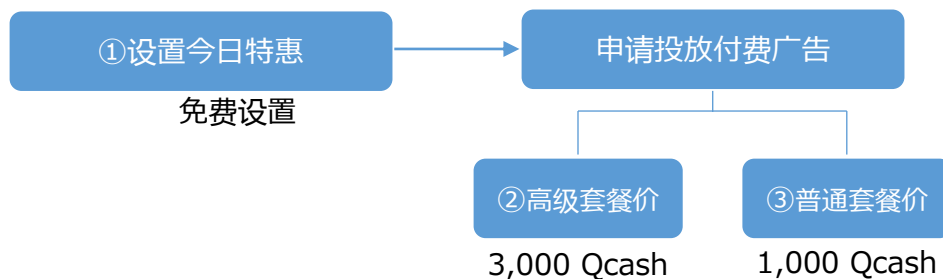 ①设置今日特惠
申请投放付费广告
免费设置
②高级套餐价
③普通套餐价
3,000 Qcash
1,000 Qcash